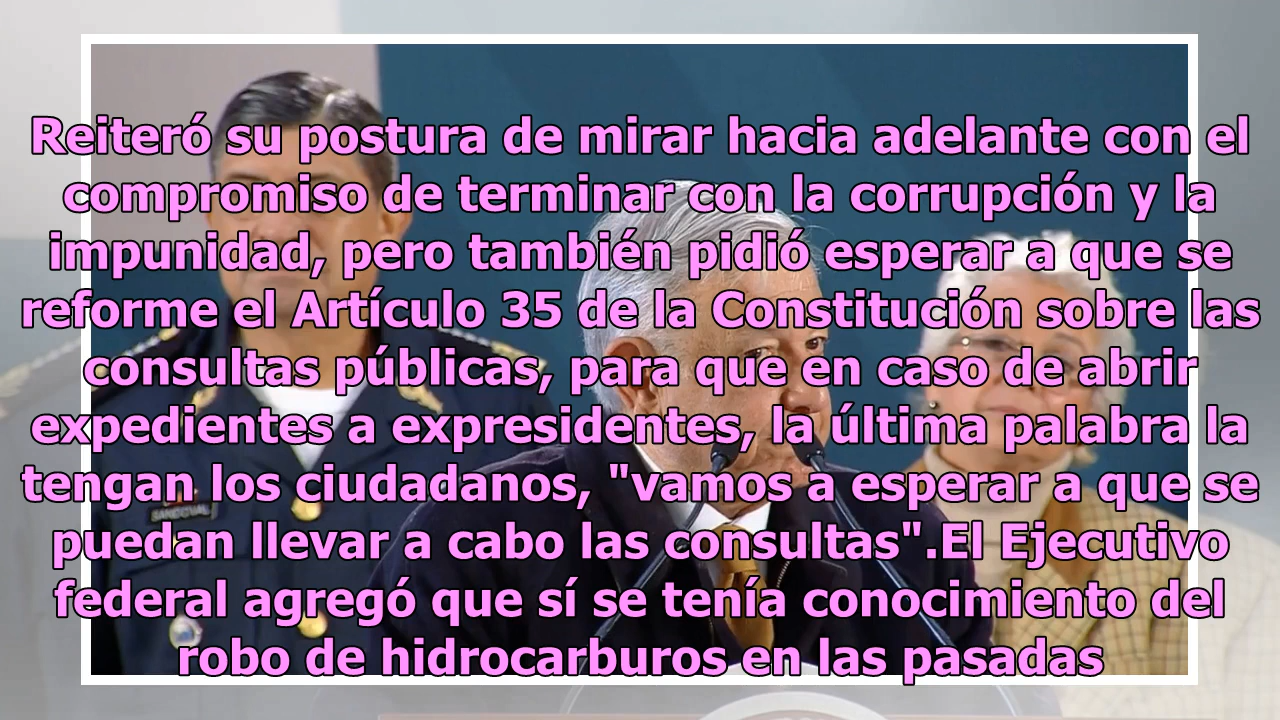 Reiteró su postura de mirar hacia adelante con el
compromiso de terminar con la corrupción y la
impunidad, pero también pidió esperar a que se
reforme el Artículo 35 de la Constitución sobre las
consultas públicas, para que en caso de abrir
expedientes a expresidentes, la última palabra la
tengan los ciudadanos, "vamos a esperar a que se
puedan llevar a cabo las consultas".El Ejecutivo
federal agregó que sí se tenía conocimiento del
robo de hidrocarburos en las pasadas
SANDOVAL